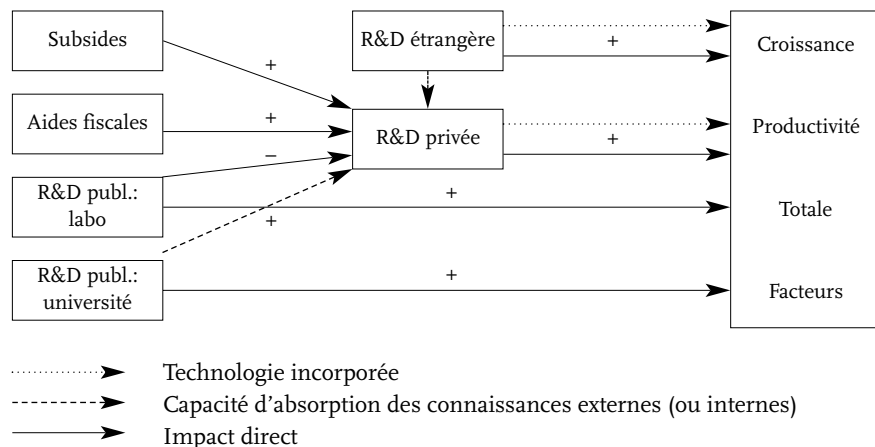 Subsides
R&D étrangère
Croissance
+
+
Aides fiscales
+
R&D privée
Productivité
+
–
R&D publ.:
labo
+
+
Totale
R&D publ.:
université
+
Facteurs
Technologie incorporée
Capacité d’absorption des connaissances externes (ou internes)
Impact direct